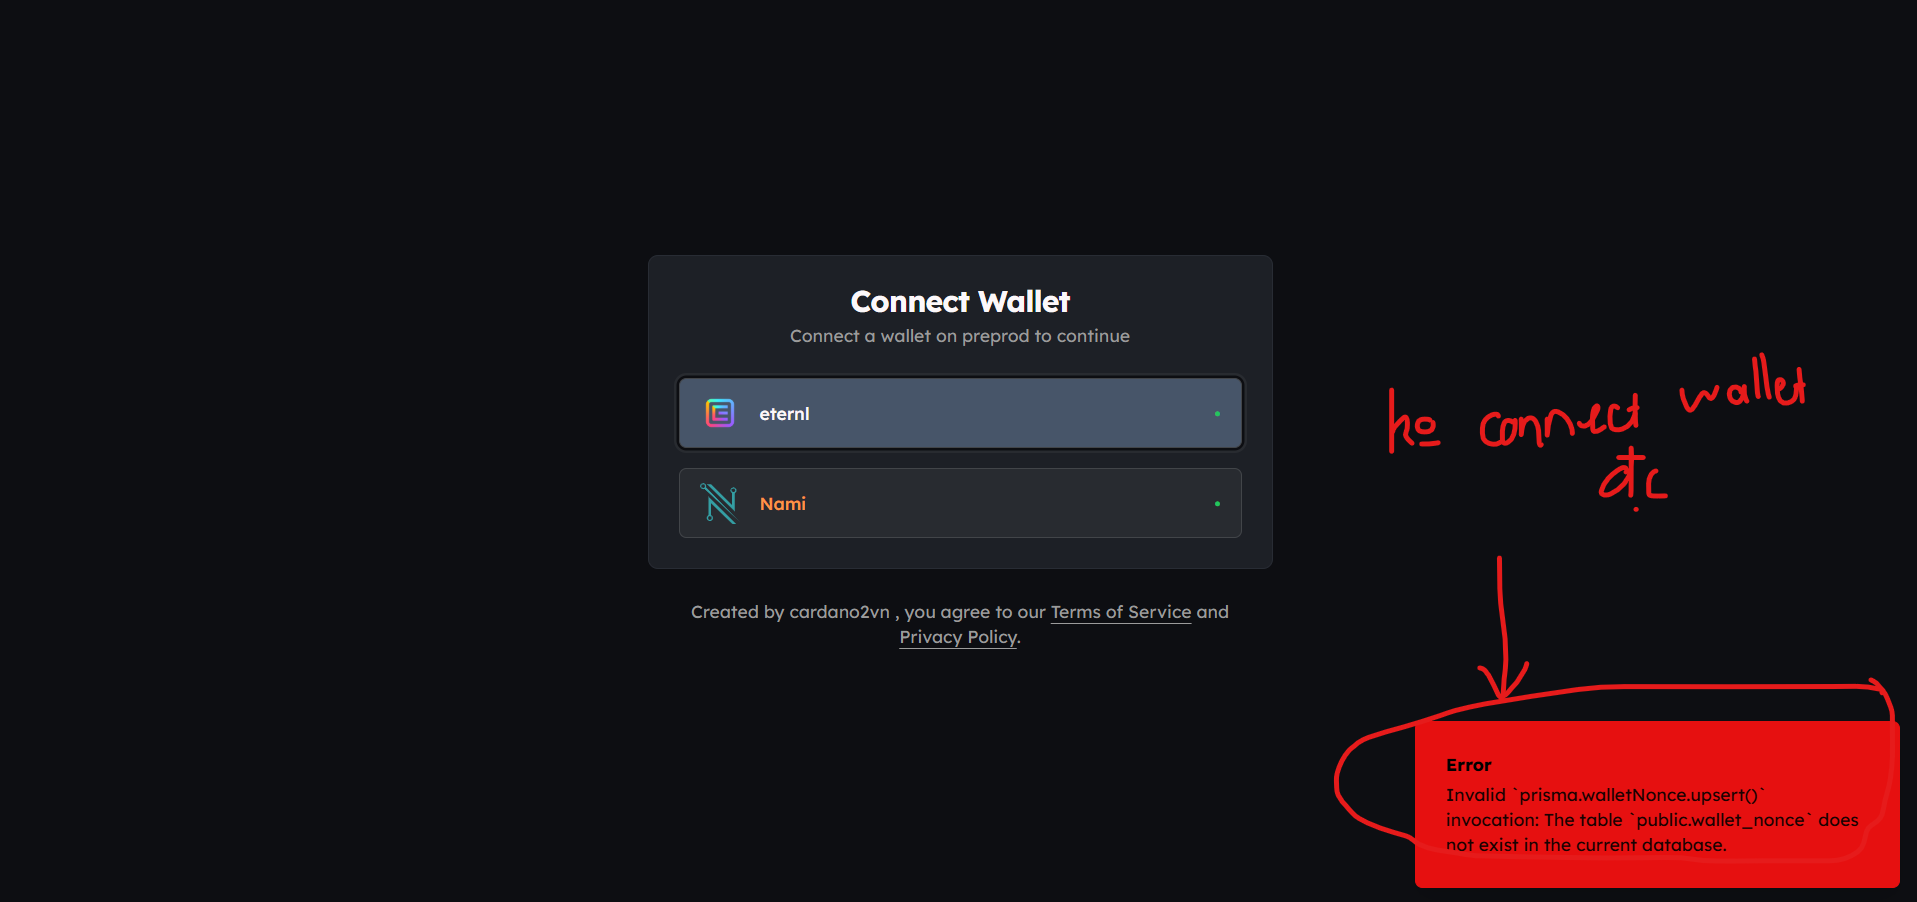 Connect Wallet
Connect a wallet on preprod to continue
eternl
Nami
Created by cardano2vn , you agree to our Terms of Service and
Privacy Policy.
ko connect wallet
đc
Error
Invalid `prisma.walletNonce.upsert()`
invocation: The table `public.wallet_nonce` does
not exist in the current database.